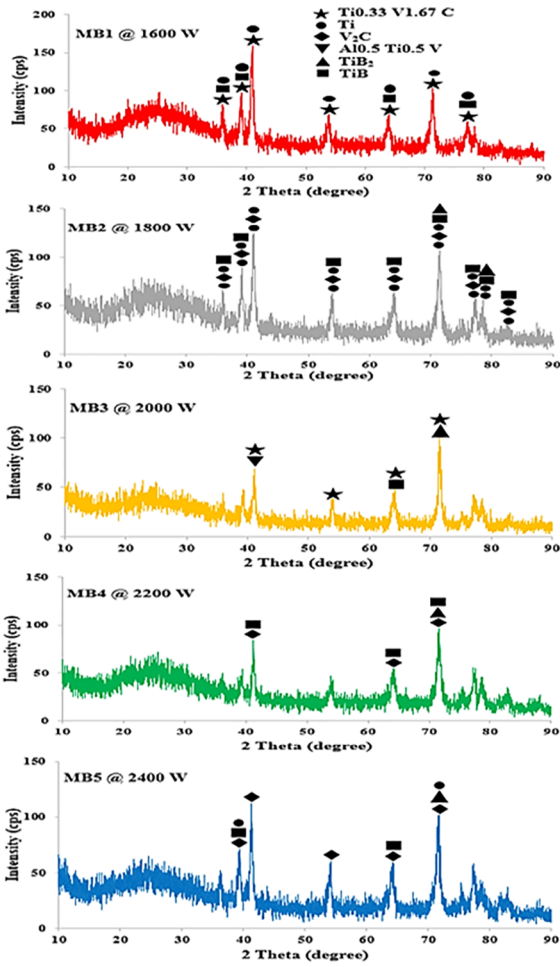 MB1 @ 1600 W
Ti0.33 V1.67 C
Ti
V₂C
Al0.5 Ti0.5 V
TiB₂
TiB
Intensity (cps)
200
150
100
50
0
10 20 30 40 50 60 70 80 90
2 Theta (degree)
MB2 @ 1800 W
Intensity (cps)
150
100
50
0
10 20 30 40 50 60 70 80 90
2 Theta (degree)
MB3 @ 2000 W
Intensity (cps)
150
100
50
0
10 20 30 40 50 60 70 80 90
2 Theta (degree)
MB4 @ 2200 W
Intensity (cps)
150
100
50
0
10 20 30 40 50 60 70 80 90
2 Theta (degree)
MB5 @ 2400 W
Intensity (cps)
150
100
50
0
10 20 30 40 50 60 70 80 90
2 Theta (degree)